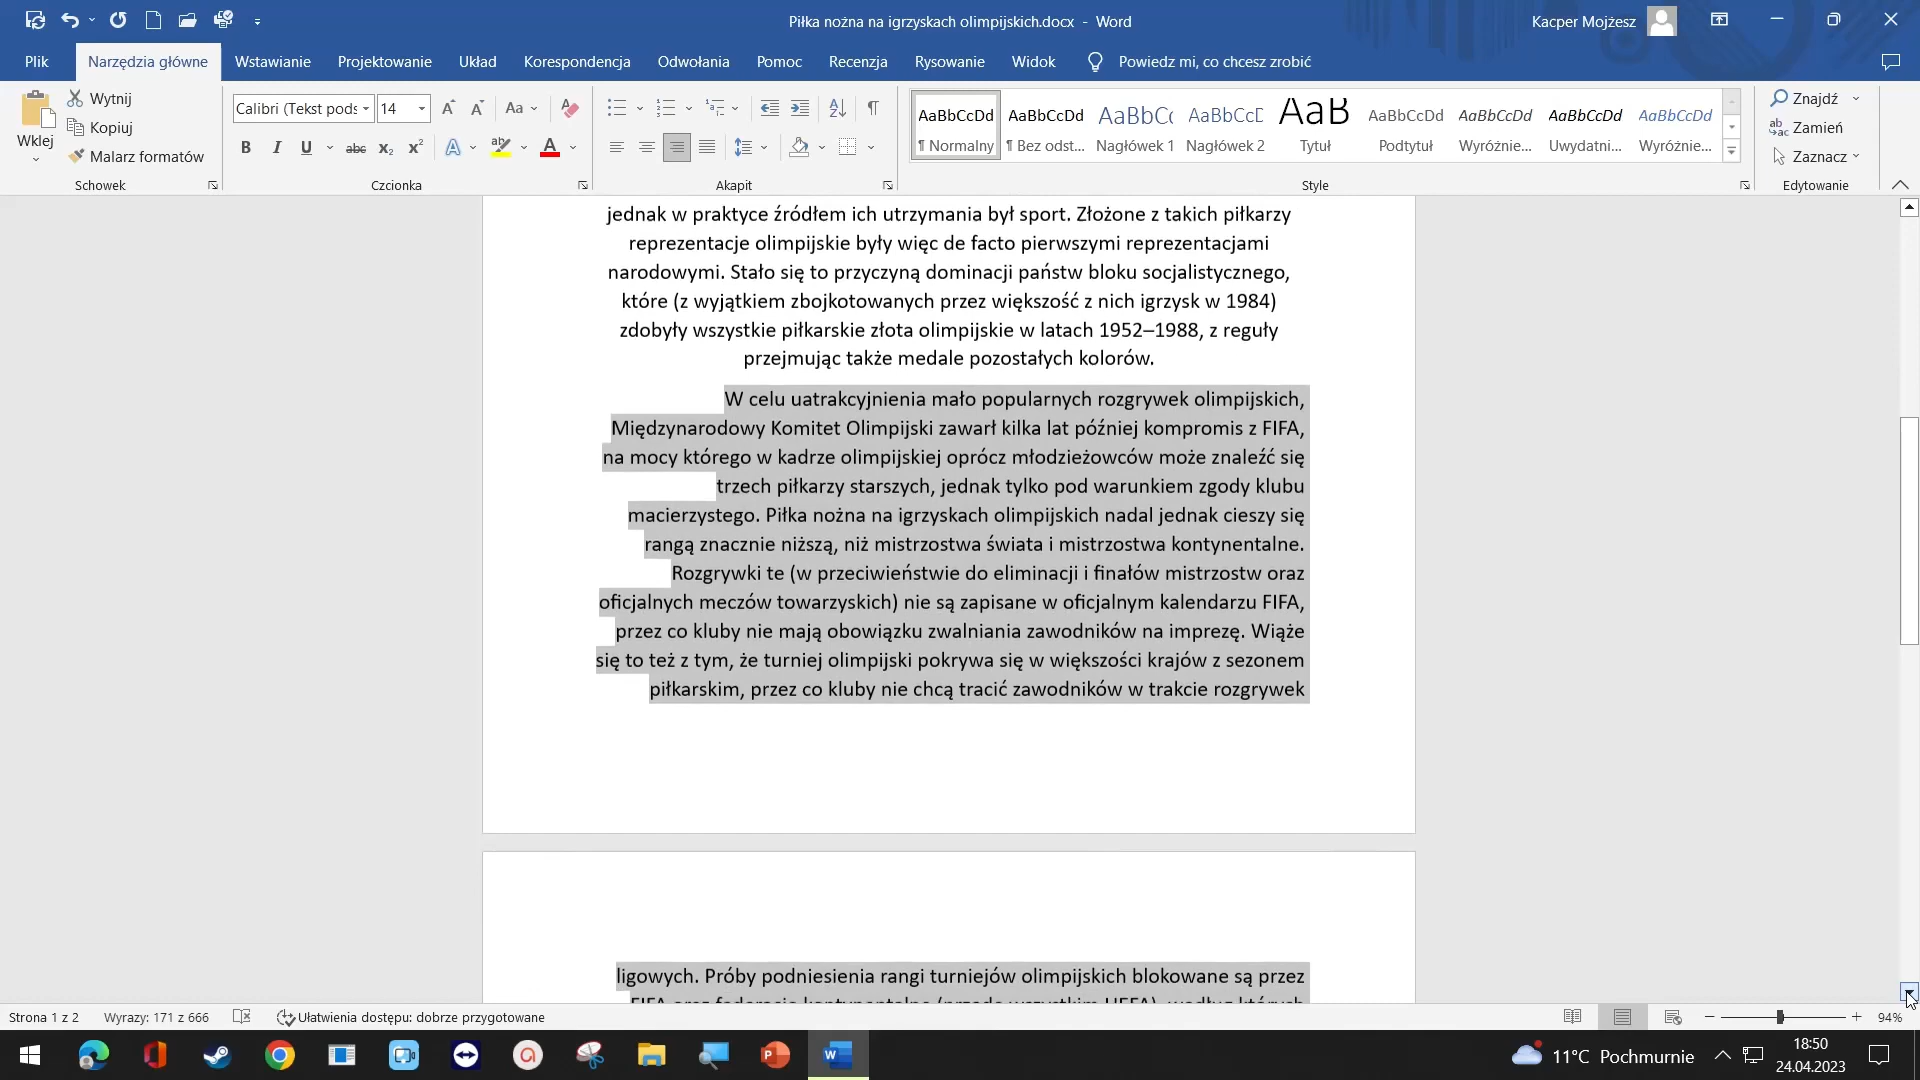 Piłka nożna na igrzyskach olimpijskich.docx - Word
Kacper Mojżesz
Plik
Narzędzia główne
Wstawianie
Projektowanie
Układ
Korespondencja
Odwołania
Pomoc
Recenzja
Rysowanie
Widok
Powiedz mi, co chcesz zrobić
Wklej
Wytnij
Kopiuj
Malarz formatów
Schowek
Calibri (Tekst pods
14
Czcionka
Akapit
AaBbCcDd
¶ Normalny
AaBbCcDd
¶ Bez odst...
AaBbCc
Nagłówek 1
AaBbCcD
Nagłówek 2
AaB
Tytuł
AaBbCcDd
Podtytuł
AaBbCcDd
Wyróżnie...
AaBbCcDd
Uwydatni...
AaBbCcDd
Wyróżnie...
Style
Znajdź
Zamień
Zaznacz
Edytowanie
jednak w praktyce źródłem ich utrzymania był sport. Złożone z takich piłkarzy
reprezentacje olimpijskie były więc de facto pierwszymi reprezentacjami
narodowymi. Stało się to przyczyną dominacji państw bloku socjalistycznego,
które (z wyjątkiem zbojkotowanych przez większość z nich igrzysk w 1984)
zdobyły wszystkie piłkarskie złota olimpijskie w latach 1952–1988, z reguły
przejmując także medale pozostałych kolorów.
W celu uatrakcyjnienia mało popularnych rozgrywek olimpijskich,
Międzynarodowy Komitet Olimpijski zawarł kilka lat później kompromis z FIFA,
na mocy którego w kadrze olimpijskiej oprócz młodzieżowców może znaleźć się
trzech piłkarzy starszych, jednak tylko pod warunkiem zgody klubu
macierzystego. Piłka nożna na igrzyskach olimpijskich nadal jednak cieszy się
rangą znacznie niższą, niż mistrzostwa świata i mistrzostwa kontynentalne.
Rozgrywki te (w przeciwieństwie do eliminacji i finałów mistrzostw oraz
oficjalnych meczów towarzyskich) nie są zapisane w oficjalnym kalendarzu FIFA,
przez co kluby nie mają obowiązku zwalniania zawodników na imprezę. Wiąże
się to też z tym, że turniej olimpijski pokrywa się w większości krajów z sezonem
piłkarskim, przez co kluby nie chcą tracić zawodników w trakcie rozgrywek
ligowych. Próby podniesienia rangi turniejów olimpijskich blokowane są przez
FIFA oraz federacje kontynentalne (przede wszystkim UEFA), według których
Strona 1 z 2
Wyrazy: 171 z 666
Ułatwienia dostępu: dobrze przygotowane
94%
11°C Pochmurnie
18:50
24.04.2023